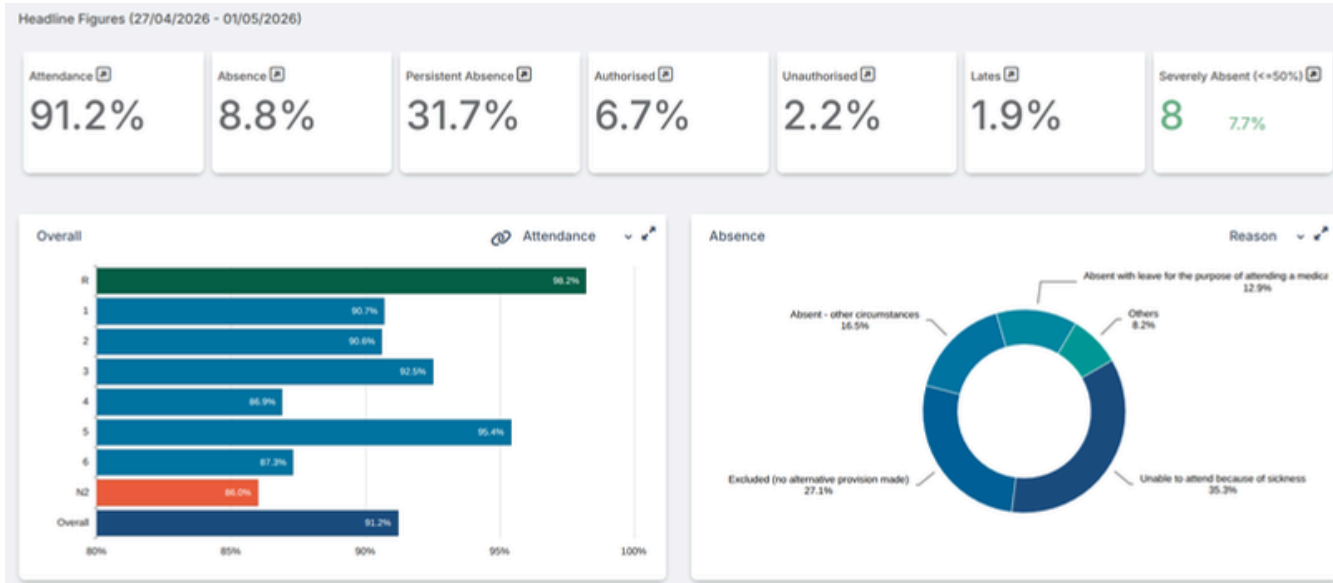 Headline Figures (27/04/2026 - 01/05/2026)
Attendance
91.2%
Absence
8.8%
Persistent Absence
31.7%
Authorised
6.7%
Unauthorised
2.2%
Lates
1.9%
Severely Absent (<=50%)
8 7.7%
Overall
Attendance
R 98.2%
1 90.7%
2 90.6%
3 92.5%
4 86.9%
5 95.4%
6 87.3%
N2 86.0%
Overall 91.2%
80% 85% 90% 95% 100%
Absence
Reason
Absent with leave for the purpose of attending a medica
12.9%
Absent - other circumstances
16.5%
Others
8.2%
Excluded (no alternative provision made)
27.1%
Unable to attend because of sickness
35.3%